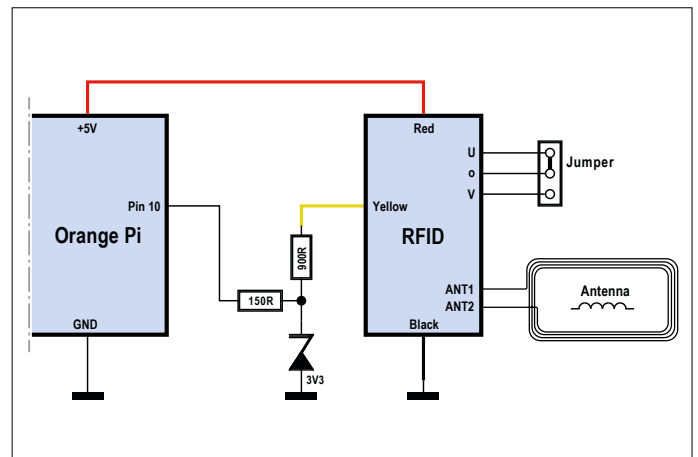 +5V
Pin 10
Orange Pi
GND
150R
900R
3V3
Red
Yellow
RFID
U
o
V
ANT1
ANT2
Black
Jumper
Antenna